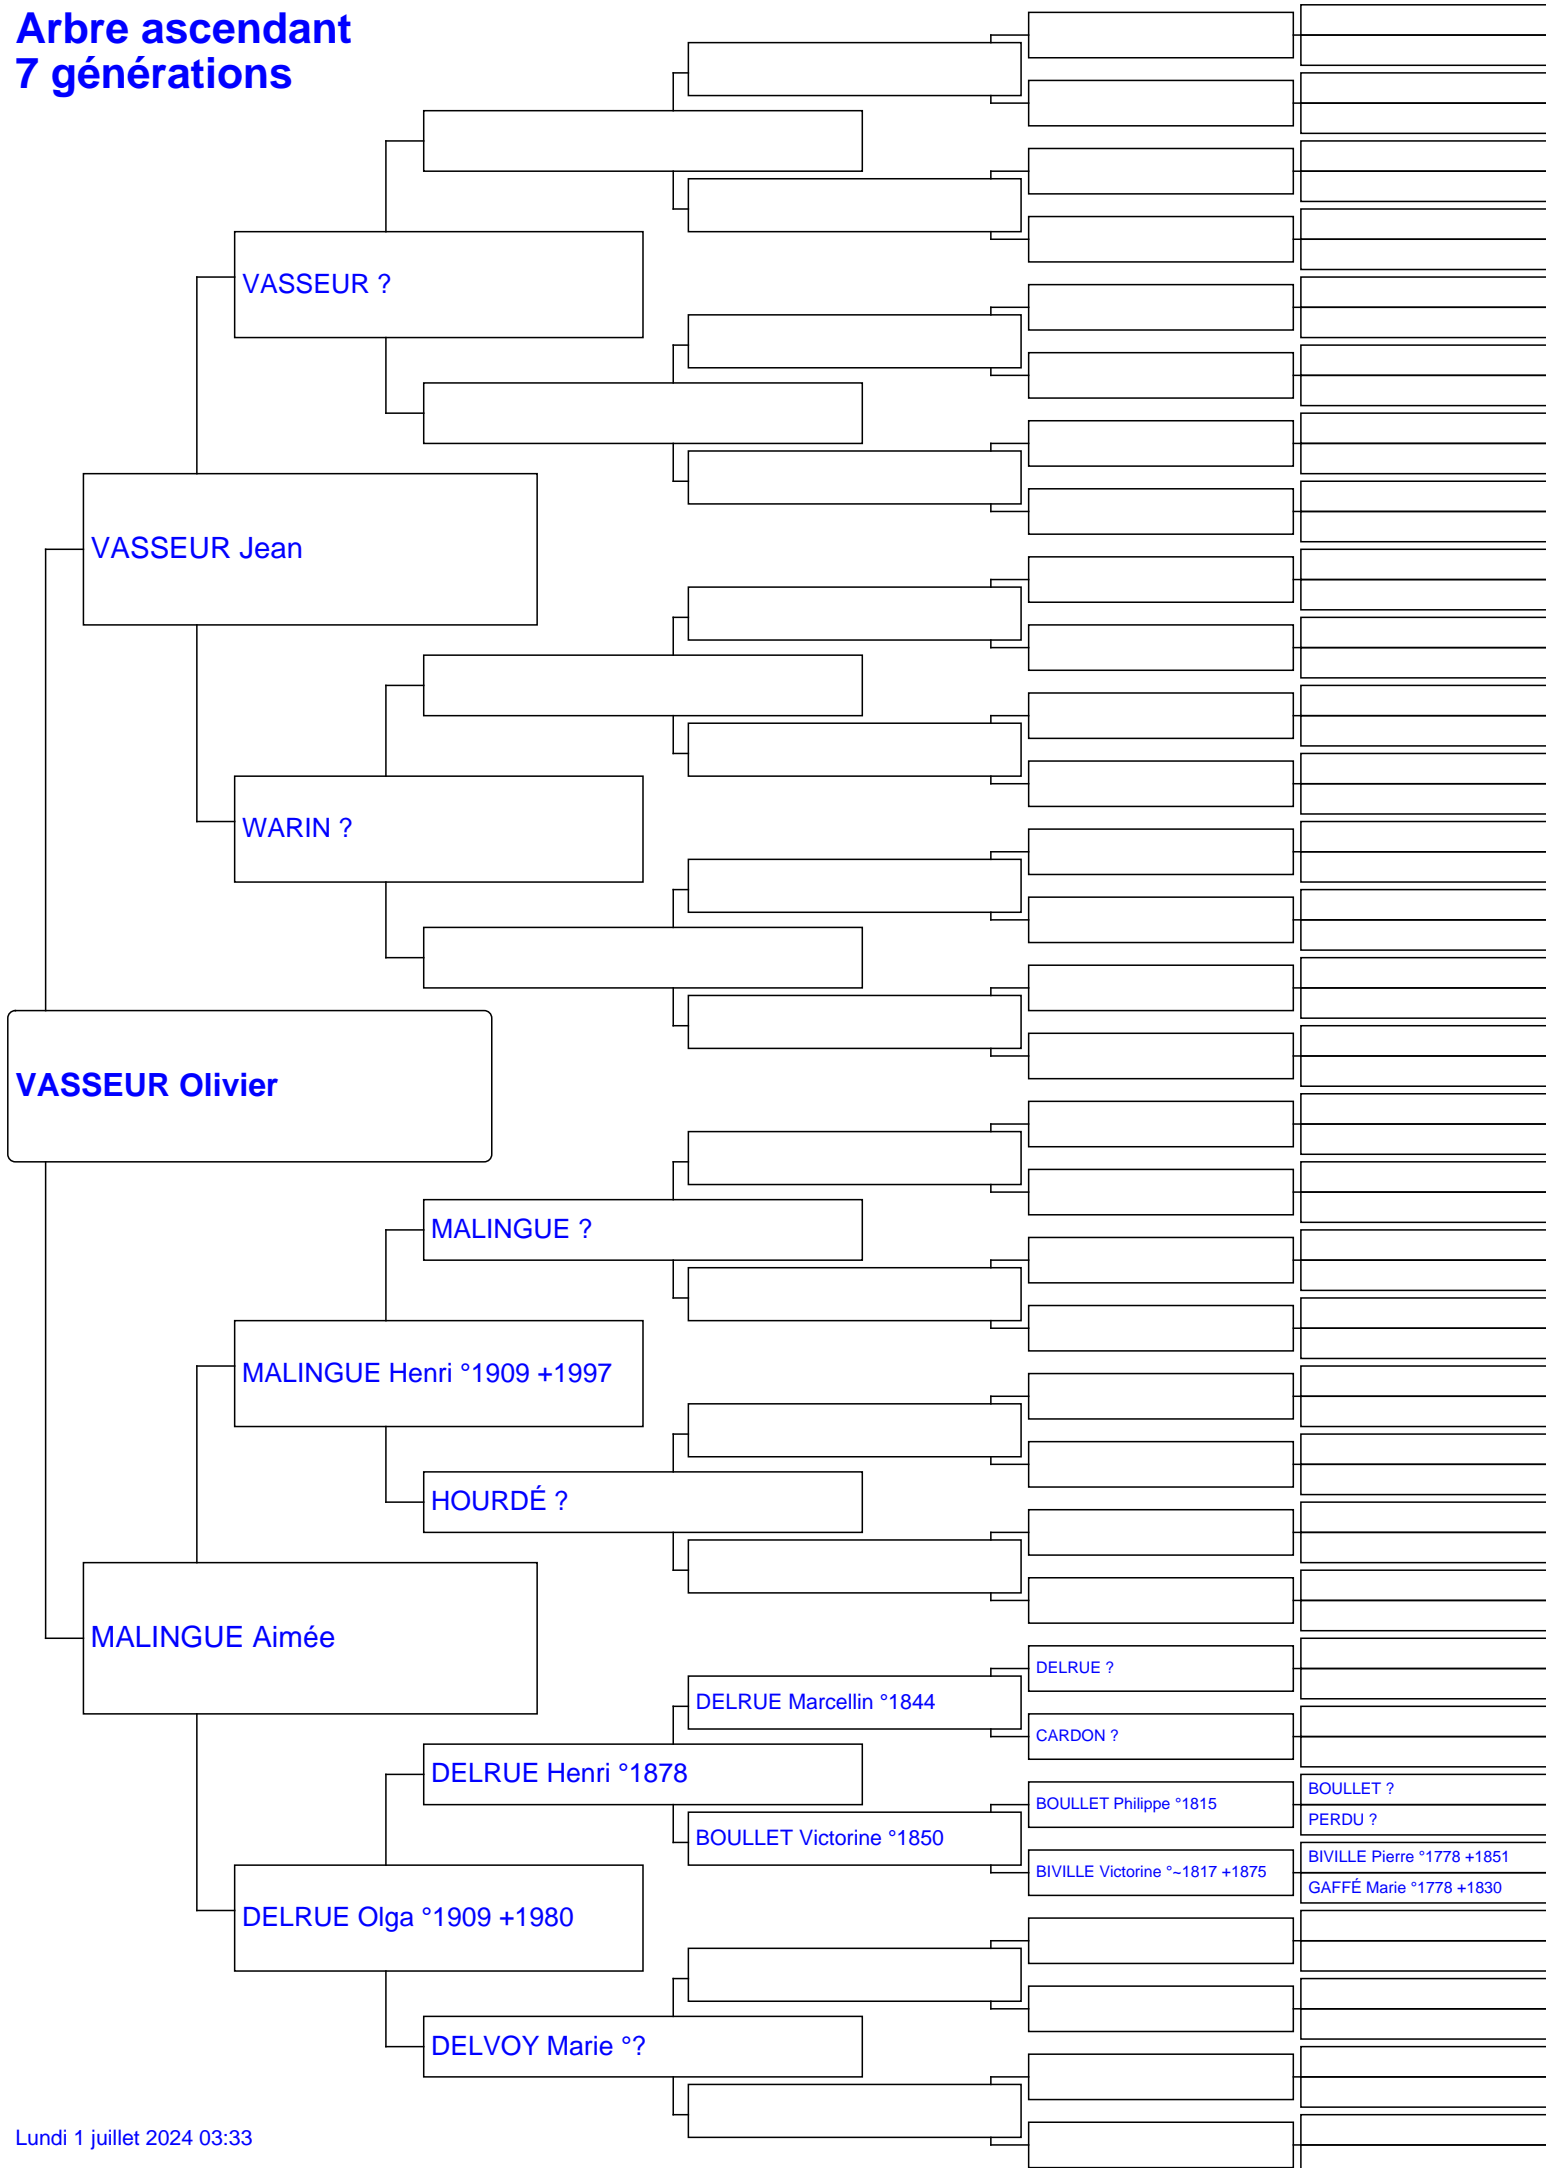 Arbre ascendant
7 générations
VASSEUR ?
VASSEUR Jean
WARIN ?
VASSEUR Olivier
MALINGUE ?
MALINGUE Henri °1909 +1997
HOURDÉ ?
MALINGUE Aimée
DELRUE ?
DELRUE Marcellin °1844
CARDON ?
DELRUE Henri °1878
BOULLET ?
BOULLET Philippe °1815
PERDU ?
BOULLET Victorine °1850
BIVILLE Pierre °1778 +1851
BIVILLE Victorine °~1817 +1875
GAFFÉ Marie °1778 +1830
DELRUE Olga °1909 +1980
DELVOY Marie °?
Lundi 1 juillet 2024 03:33